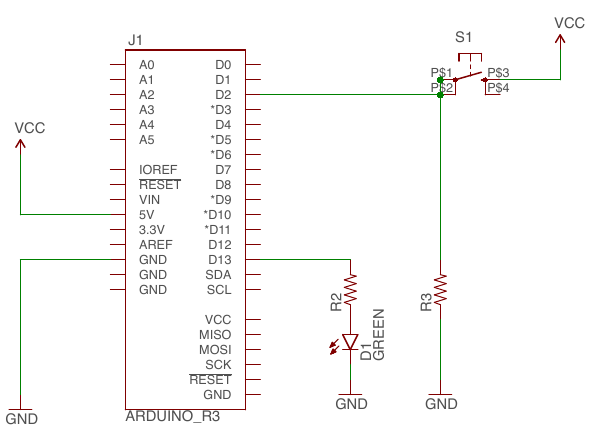 VCC
S1
P$1
P$3
P$2
P$4
J1
A0
D0
A1
D1
A2
D2
A3
*D3
A4
D4
A5
*D5
*D6
IOREF
D7
RESET
D8
VIN
*D9
5V
*D10
3.3V
*D11
AREF
D12
GND
D13
GND
SDA
GND
SCL
VCC
MISO
MOSI
SCK
RESET
GND
ARDUINO_R3
VCC
GND
R2
D1
GREEN
GND
R3
GND